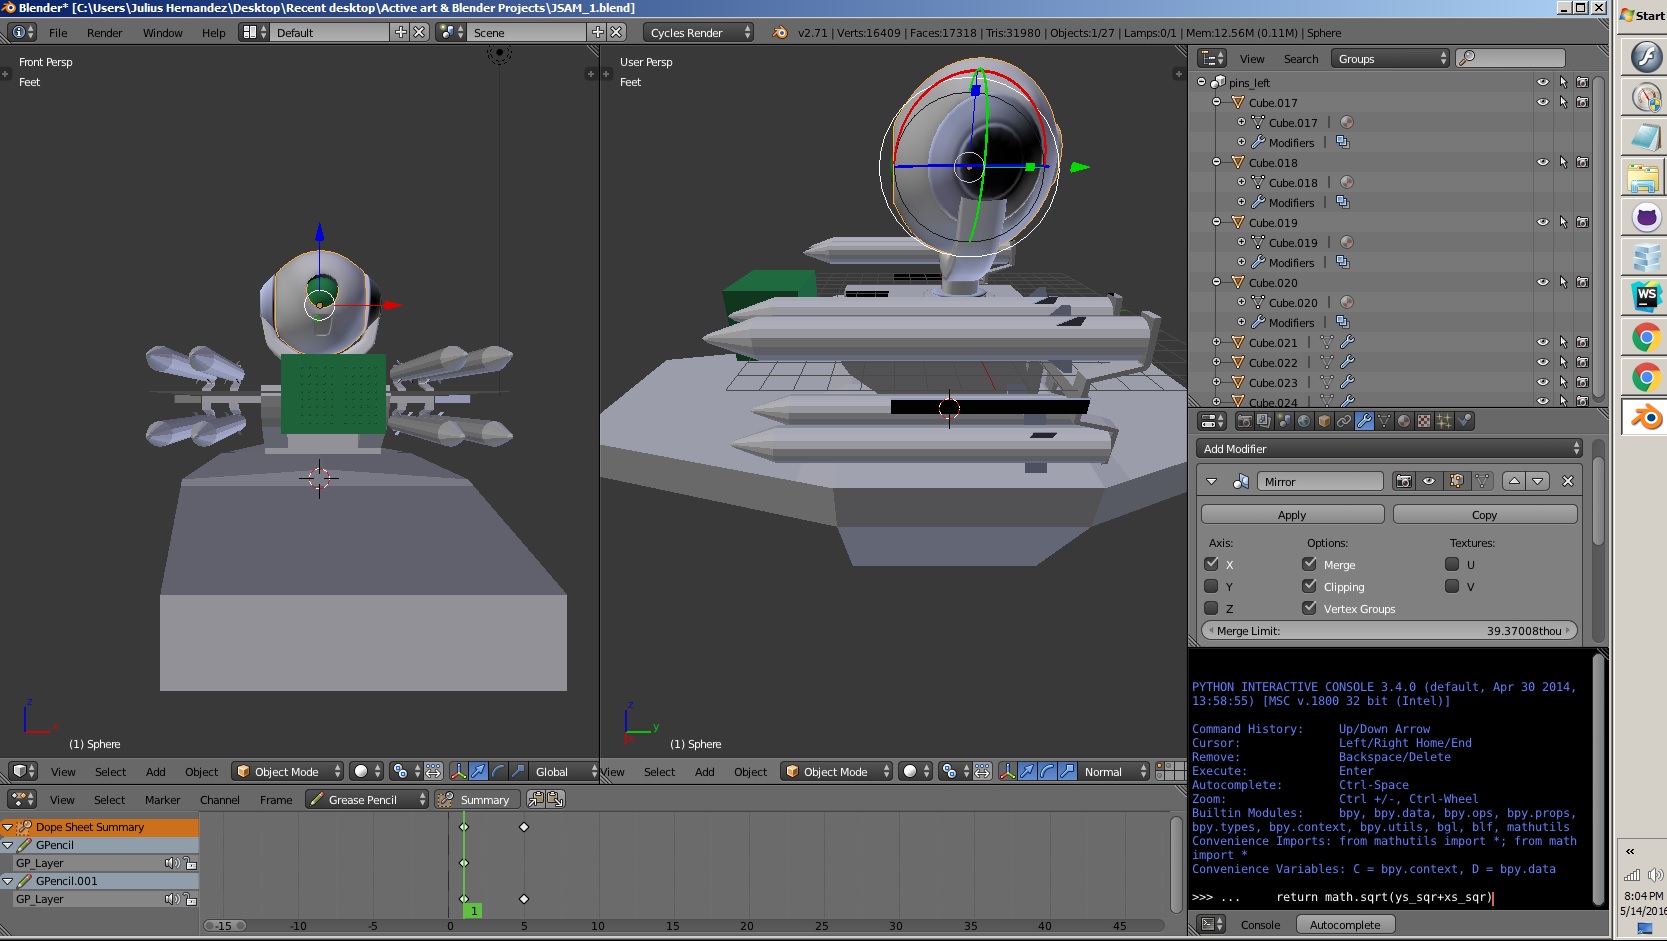 Blender* [C:\Users\Julius Hernandez\Desktop\Recent desktop\Active art & Blender Projects\JSAM_1.blend]
File Render Window Help Default Scene Cycles Render v2.71 | Verts:16409 | Faces:17318 | Tris:31980 | Objects:1/27 | Lamps:0/1 | Mem:12.56M (0.11M) | Sphere
Front Persp
Feet
(1) Sphere
View Select Add Object Object Mode Global
User Persp
Feet
(1) Sphere
View Select Add Object Object Mode Normal
View Search Groups
pins_left
Cube.017
Cube.017
Modifiers
Cube.018
Cube.018
Modifiers
Cube.019
Cube.019
Modifiers
Cube.020
Cube.020
Modifiers
Cube.021
Cube.022
Cube.023
Cube.024
Add Modifier
Mirror
Apply Copy
Axis: Options: Textures:
X Merge U
Y Clipping V
Z Vertex Groups
Merge Limit: 39.37008thou
PYTHON INTERACTIVE CONSOLE 3.4.0 (default, Apr 30 2014,
13:58:55) [MSC v.1800 32 bit (Intel)]
Command History: Up/Down Arrow
Cursor: Left/Right Home/End
Remove: Backspace/Delete
Execute: Enter
Autocomplete: Ctrl-Space
Zoom: Ctrl +/-, Ctrl-Wheel
Builtin Modules: bpy, bpy.data, bpy.ops, bpy.props,
bpy.types, bpy.context, bpy.utils, bgl, blf, mathutils
Convenience Imports: from mathutils import *; from math
import *
Convenience Variables: C = bpy.context, D = bpy.data
>>> ... return math.sqrt(ys_sqr+xs_sqr)
Console Autocomplete
View Select Marker Channel Frame Grease Pencil Summary
Dope Sheet Summary
GPencil
GP_Layer
GPencil.001
GP_Layer
1
-15 -10 -5 0 5 10 15 20 25 30 35 40 45
Start
WS
8:04 PM
5/14/2016